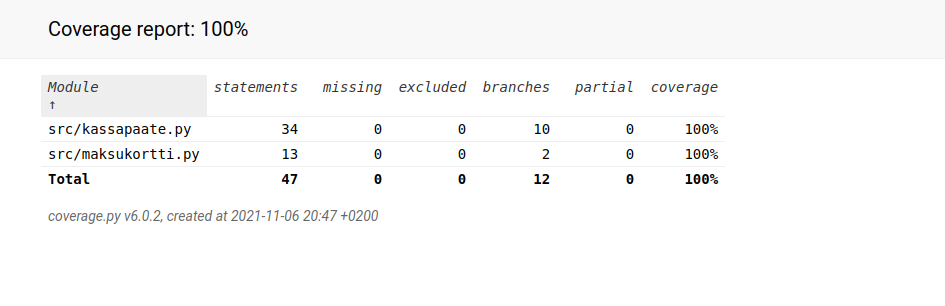 Coverage report: 100%
Module statements missing excluded branches partial coverage
↑
src/kassapaate.py 34 0 0 10 0 100%
src/maksukortti.py 13 0 0 2 0 100%
Total 47 0 0 12 0 100%
coverage.py v6.0.2, created at 2021-11-06 20:47 +0200